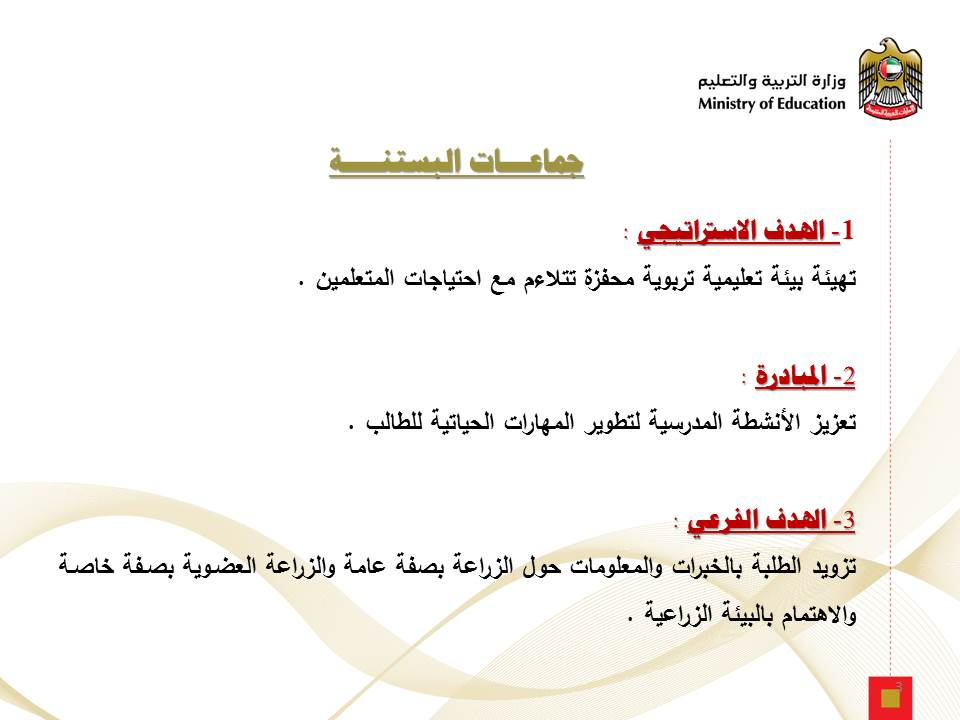 وزارة التربية والتعليم
Ministry of Education
جماعـــات البستنـــــة
1- الهدف الاستراتيجي :
تهيئة بيئة تعليمية تربوية محفزة تتلاءم مع احتياجات المتعلمين .
2- المبادرة :
تعزيز الأنشطة المدرسية لتطوير المهارات الحياتية للطالب .
3- الهدف الفرعي :
تزويد الطلبة بالخبرات والمعلومات حول الزراعة بصفة عامة والزراعة العضوية بصفة خاصة
والاهتمام بالبيئة الزراعية .
3